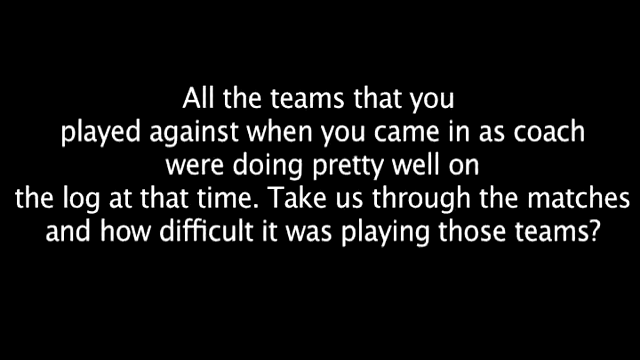 All the teams that you
played against when you came in as coach
were doing pretty well on
the log at that time. Take us through the matches
and how difficult it was playing those teams?